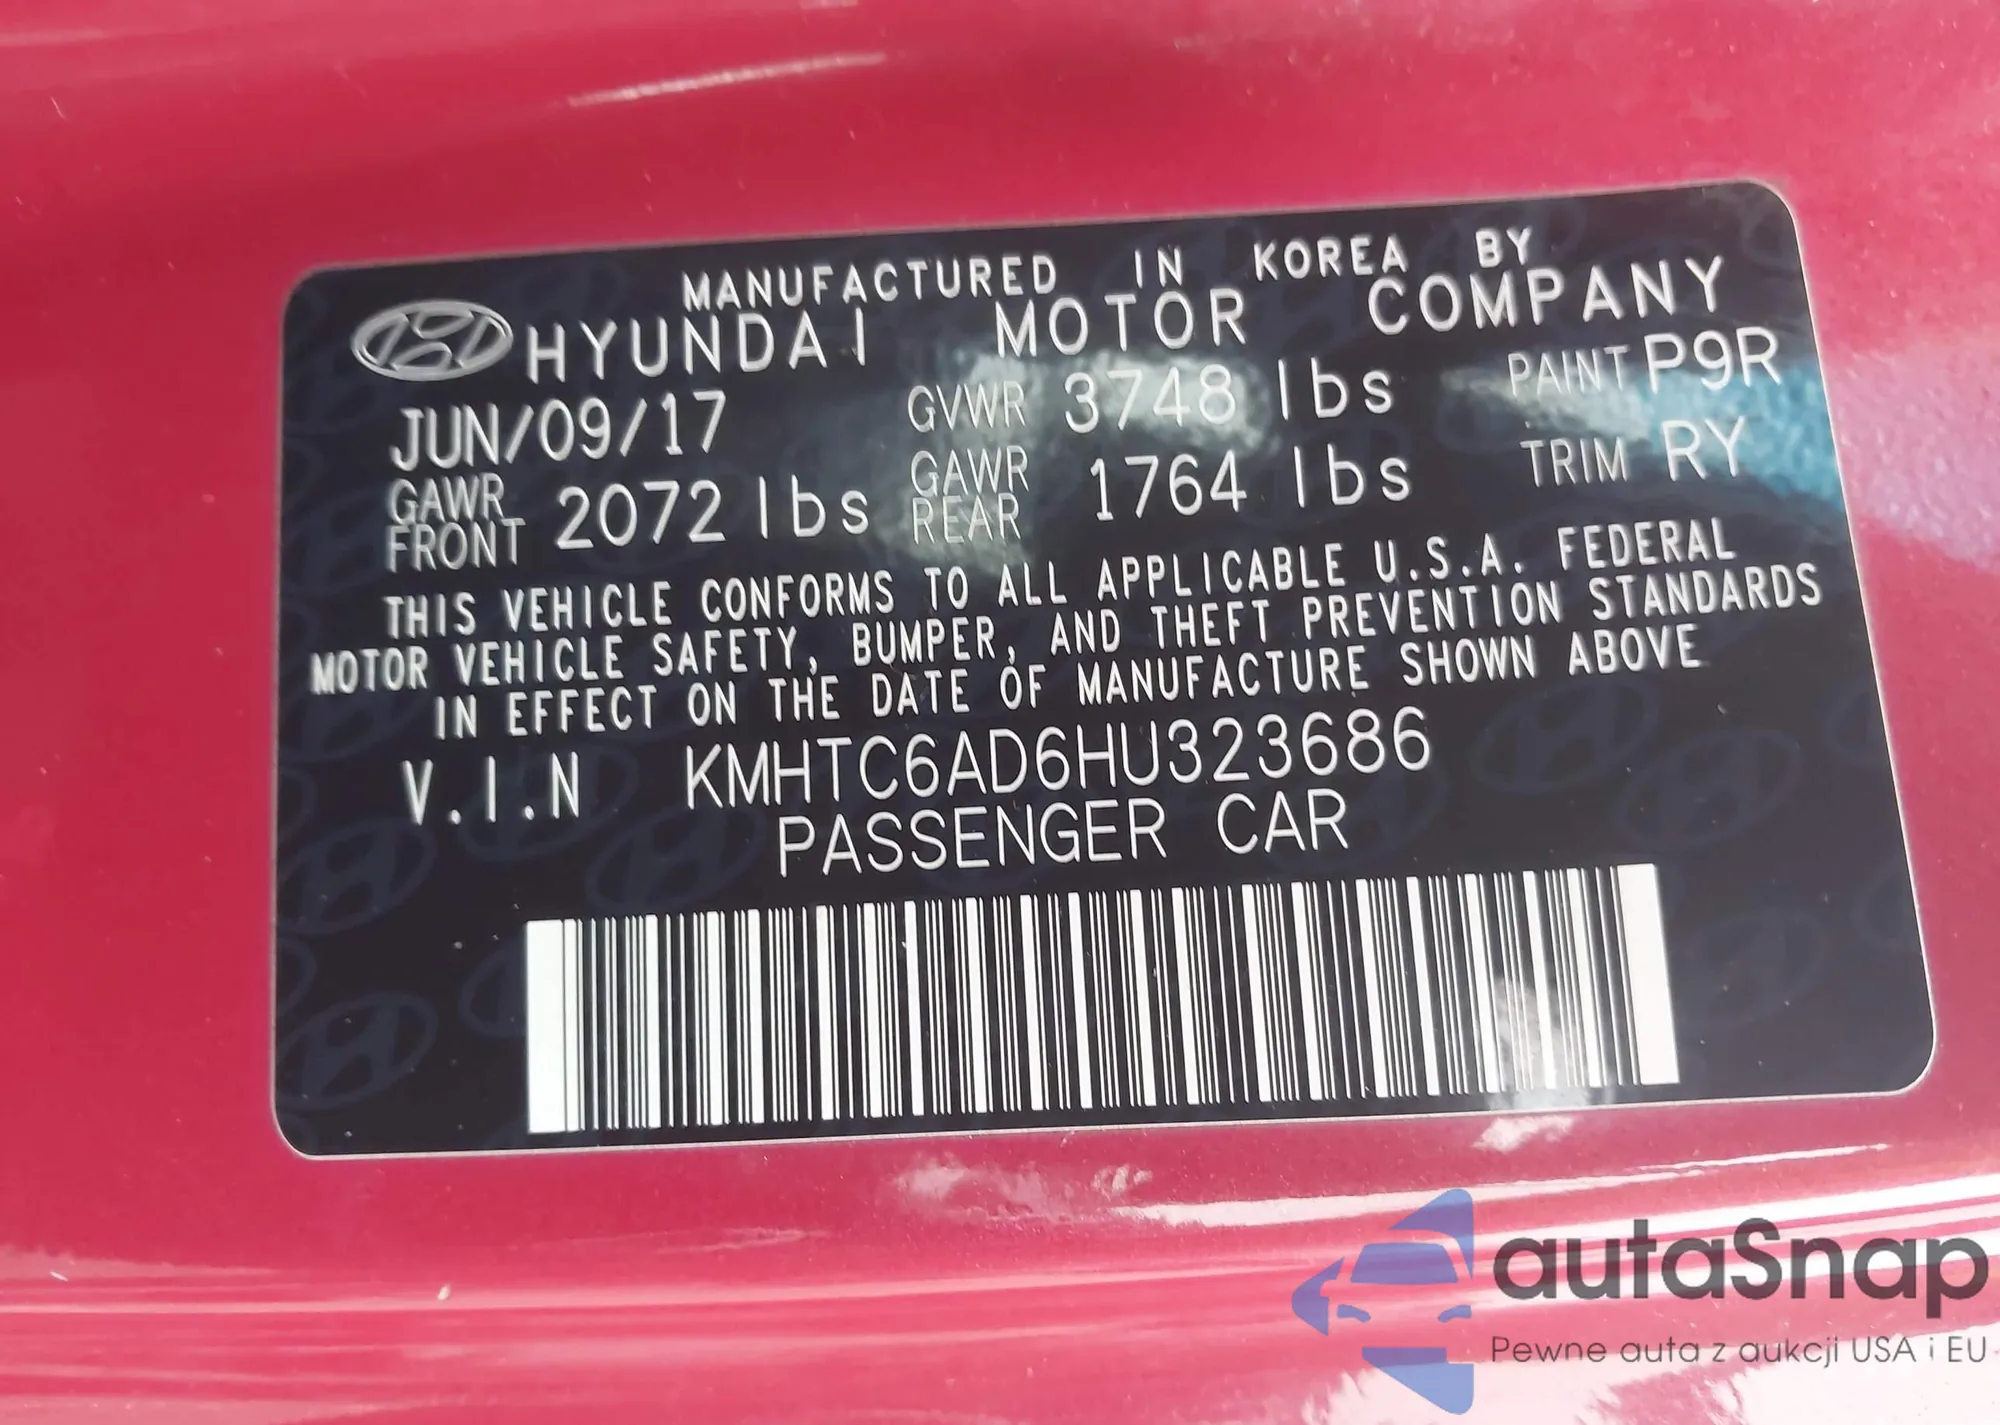 MANUFACTURED IN KOREA BY
HYUNDAI MOTOR COMPANY
JUN/09/17 GVWR 3748 lbs PAINT P9R
GAWR FRONT 2072 lbs GAWR REAR 1764 lbs TRIM RY
THIS VEHICLE CONFORMS TO ALL APPLICABLE U.S.A. FEDERAL
MOTOR VEHICLE SAFETY, BUMPER, AND THEFT PREVENTION STANDARDS
IN EFFECT ON THE DATE OF MANUFACTURE SHOWN ABOVE
V.I.N KMHTC6AD6HU323686
PASSENGER CAR
autaSnap
Pewne auta z aukcji USA i EU